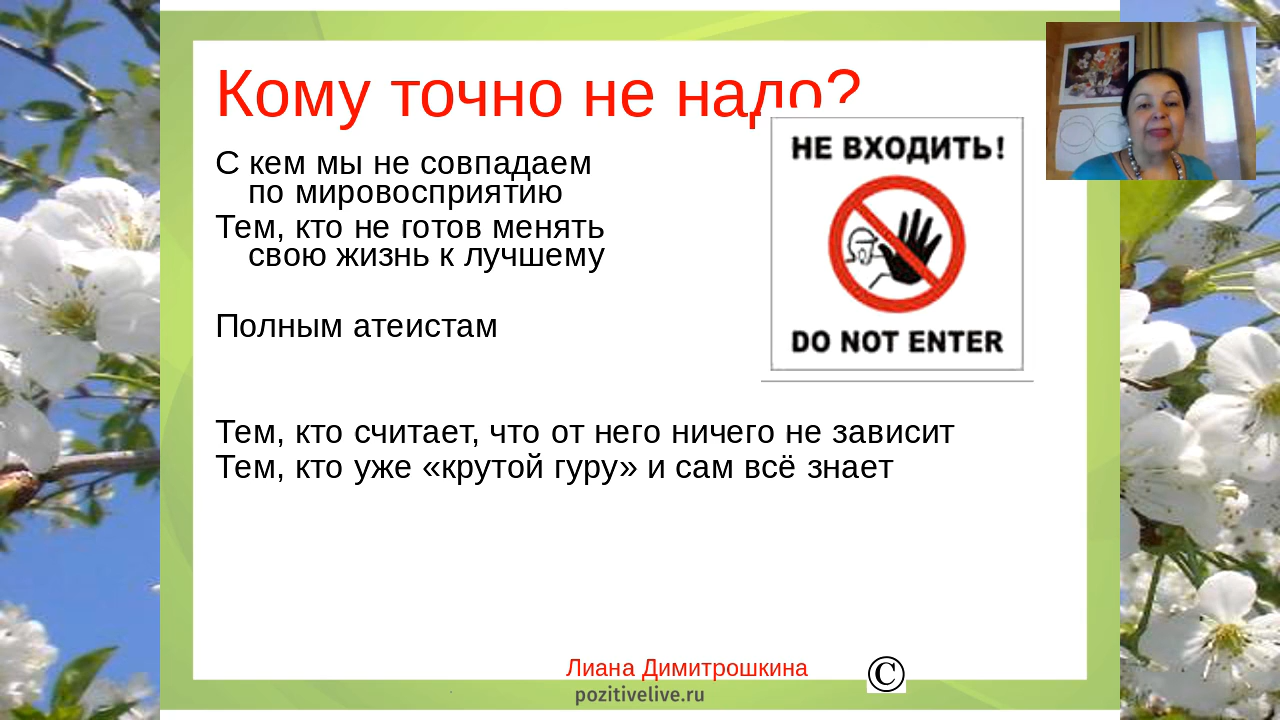 Кому точно не надо?
С кем мы не совпадаем
по мировосприятию
Тем, кто не готов менять
свою жизнь к лучшему
Полным атеистам
НЕ ВХОДИТЬ!
DO NOT ENTER
Тем, кто считает, что от него ничего не зависит
Тем, кто уже «крутой гуру» и сам всё знает
Лиана Димитрошкина
©
pozitivelive.ru